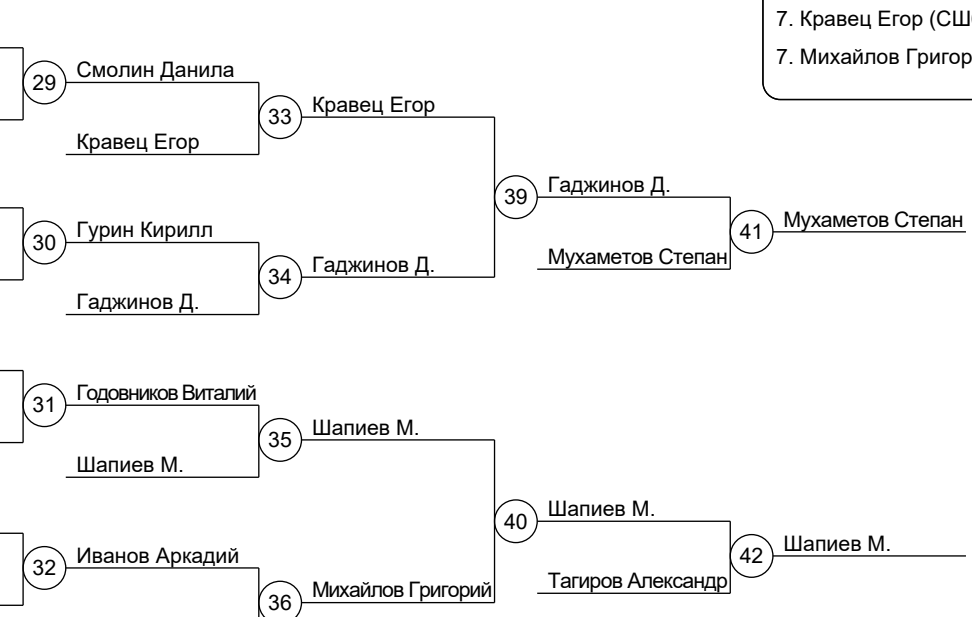 7. Кравец Егор (СШ
7. Михайлов Григор
29
Смолин Данила
Кравец Егор
33
Кравец Егор
39
Гаджинов Д.
Мухаметов Степан
41
Мухаметов Степан
30
Гурин Кирилл
Гаджинов Д.
34
Гаджинов Д.
31
Годовников Виталий
Шапиев М.
35
Шапиев М.
40
Шапиев М.
Тагиров Александр
42
Шапиев М.
32
Иванов Аркадий
36
Михайлов Григорий